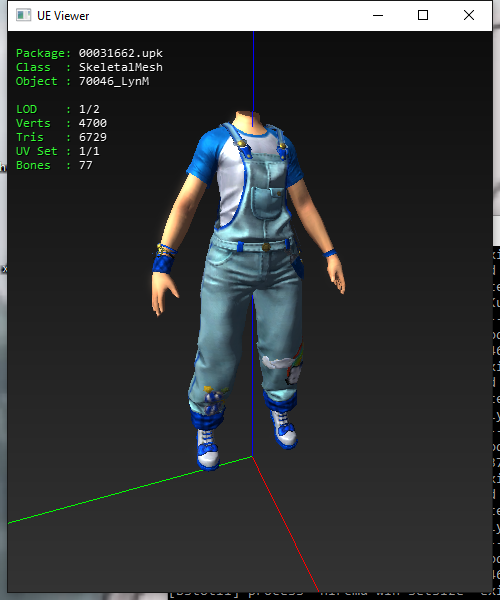 UE Viewer
Package: 00031662.upk
Class : SkeletalMesh
Object : 70046_LynM
LOD : 1/2
Verts : 4700
Tris : 6729
UV Set : 1/1
Bones : 77